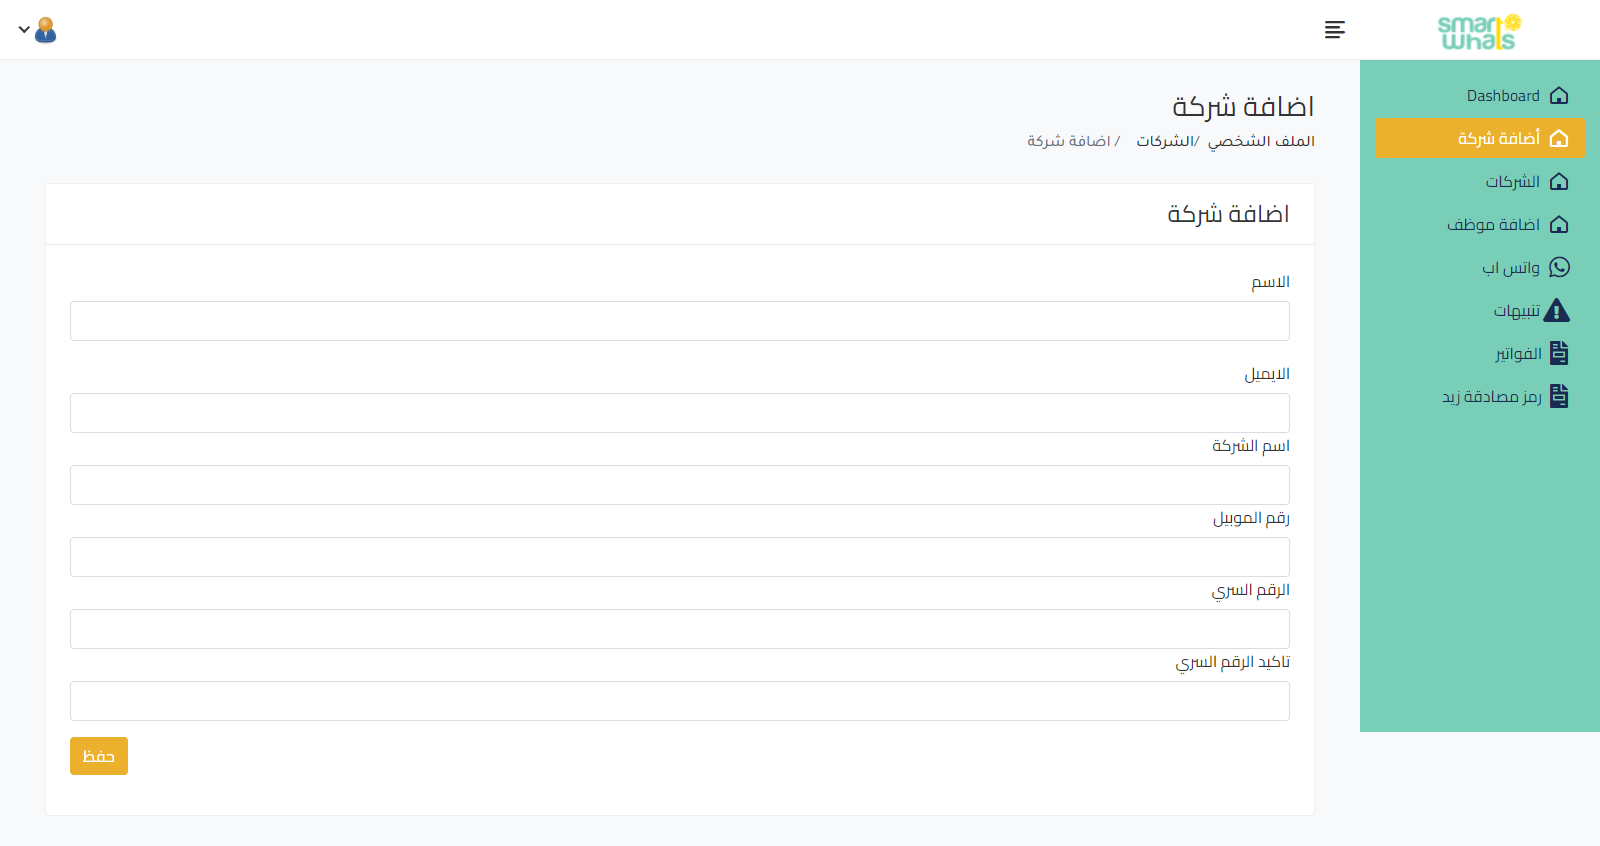 smart
whats
Dashboard
أضافة شركة
الشركات
اضافة موظف
واتس اب
تنبيهات
الفواتير
رمز مصادقة زيد
اضافة شركة
الملف الشخصي /الشركات / اضافة شركة
اضافة شركة
الاسم
الايميل
اسم الشركة
رقم الموبيل
الرقم السري
تاكيد الرقم السري
حفظ